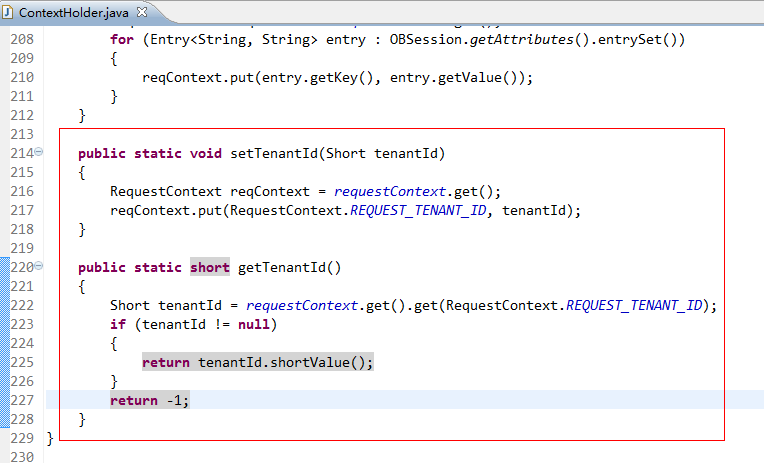 ContextHolder.java
208 for (Entry<String, String> entry : OBSession.getAttributes().entrySet())
209 {
210 reqContext.put(entry.getKey(), entry.getValue());
211 }
212 }
213
214 public static void setTenantId(Short tenantId)
215 {
216 RequestContext reqContext = requestContext.get();
217 reqContext.put(RequestContext.REQUEST_TENANT_ID, tenantId);
218 }
219
220 public static short getTenantId()
221 {
222 Short tenantId = requestContext.get().get(RequestContext.REQUEST_TENANT_ID);
223 if (tenantId != null)
224 {
225 return tenantId.shortValue();
226 }
227 return -1;
228 }
229 }
230